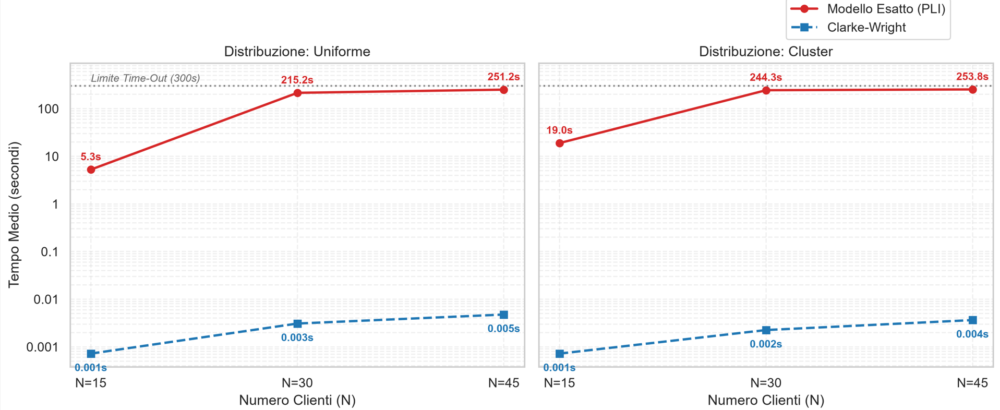 Modello Esatto (PLI)
Clarke-Wright
Distribuzione: Uniforme
Distribuzione: Cluster
Limite Time-Out (300s)
215.2s
251.2s
244.3s
253.8s
100
19.0s
10
5.3s
1
0.1
0.01
0.001
0.003s
0.005s
0.002s
0.004s
0.001s
0.001s
Tempo Medio (secondi)
N=15
N=30
N=45
N=15
N=30
N=45
Numero Clienti (N)
Numero Clienti (N)